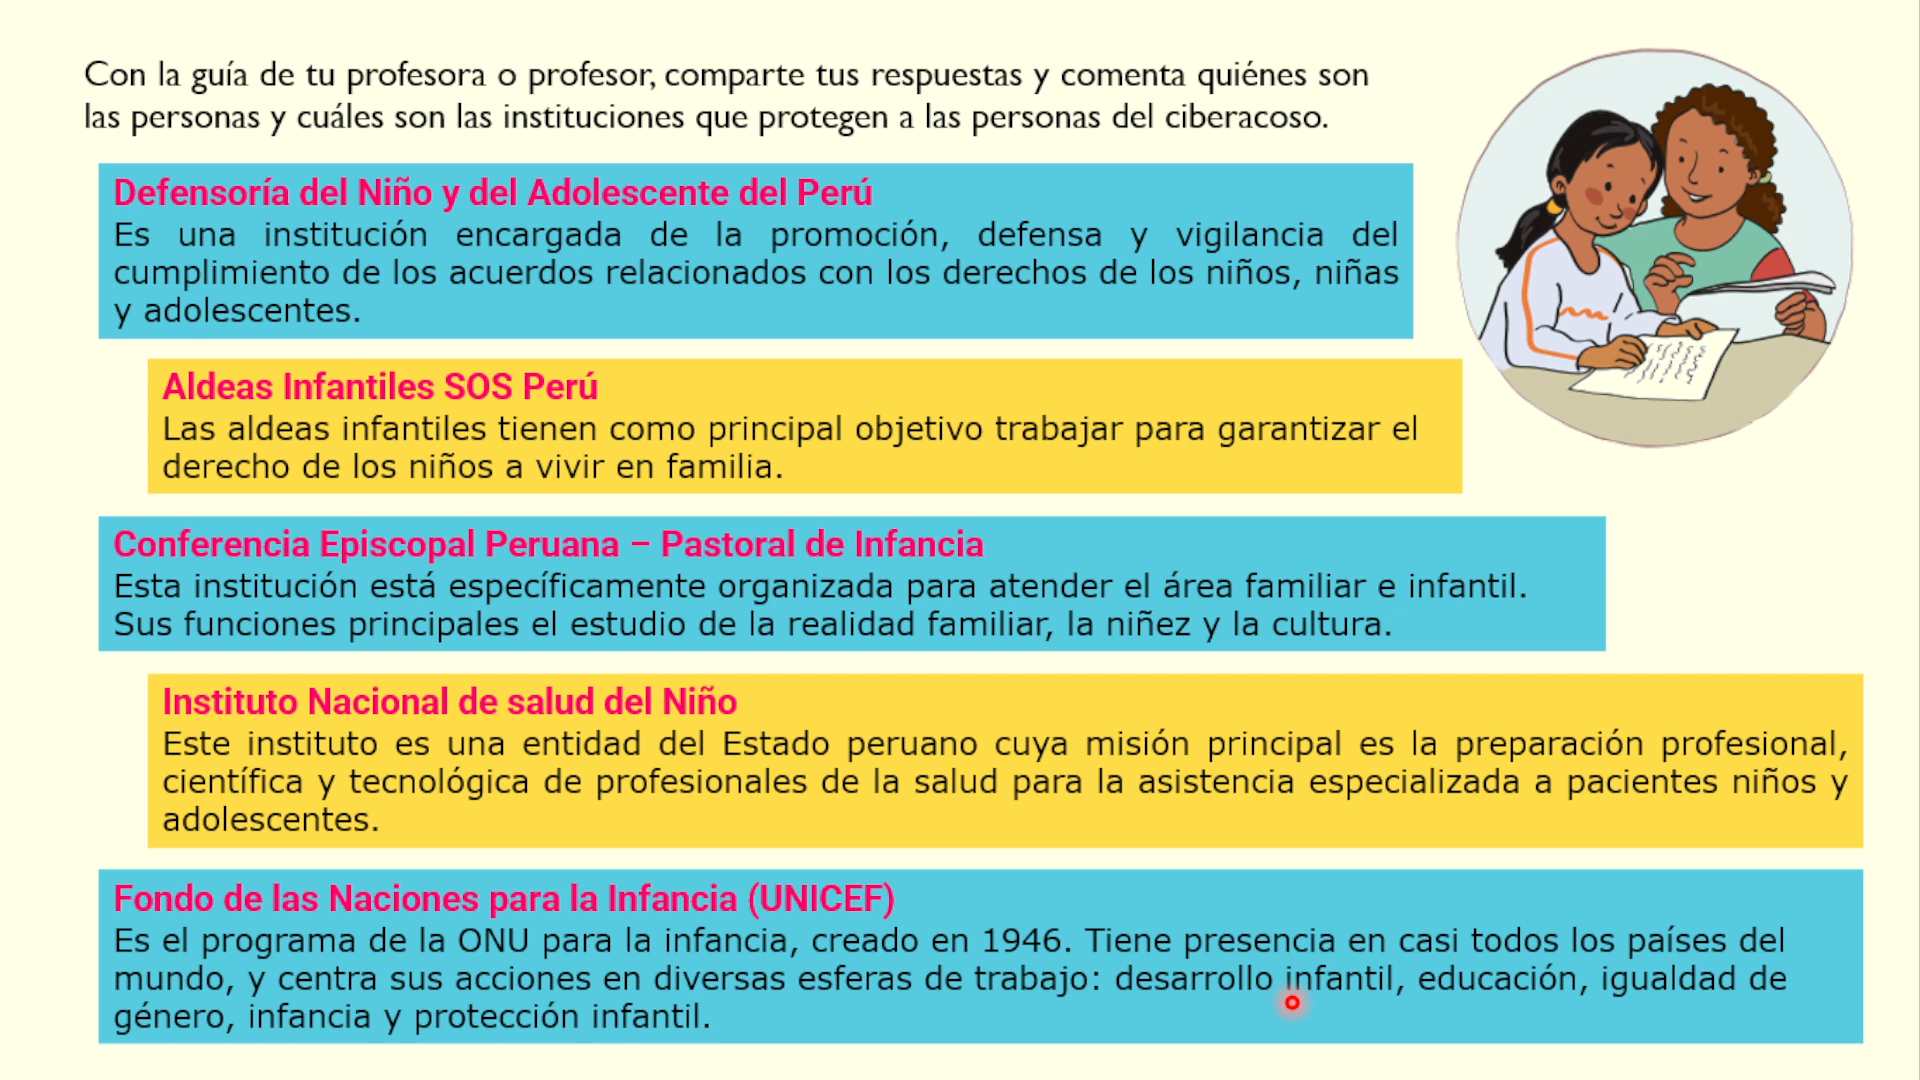 Con la guía de tu profesora o profesor, comparte tus respuestas y comenta quiénes son
las personas y cuáles son las instituciones que protegen a las personas del ciberacoso.
Defensoría del Niño y del Adolescente del Perú
Es una institución encargada de la promoción, defensa y vigilancia del
cumplimiento de los acuerdos relacionados con los derechos de los niños, niñas
y adolescentes.
Aldeas Infantiles SOS Perú
Las aldeas infantiles tienen como principal objetivo trabajar para garantizar el
derecho de los niños a vivir en familia.
Conferencia Episcopal Peruana – Pastoral de Infancia
Esta institución está específicamente organizada para atender el área familiar e infantil.
Sus funciones principales el estudio de la realidad familiar, la niñez y la cultura.
Instituto Nacional de salud del Niño
Este instituto es una entidad del Estado peruano cuya misión principal es la preparación profesional,
científica y tecnológica de profesionales de la salud para la asistencia especializada a pacientes niños y
adolescentes.
Fondo de las Naciones para la Infancia (UNICEF)
Es el programa de la ONU para la infancia, creado en 1946. Tiene presencia en casi todos los países del
mundo, y centra sus acciones en diversas esferas de trabajo: desarrollo infantil, educación, igualdad de
género, infancia y protección infantil.